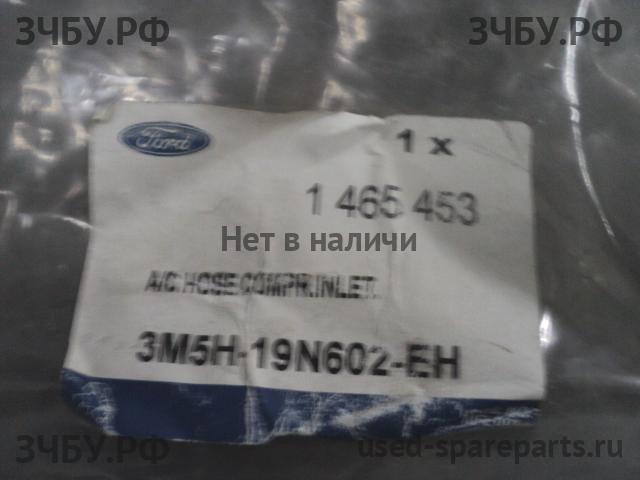 ЗЧБУ.РФ ЗЧБУ.РФ
Ford
1 x
1 465 453
Нет в наличи
A/C HOSE COMPR.INLET.
3M5H-19N602-EH
ЗЧБУ.РФ used-spareparts.ru